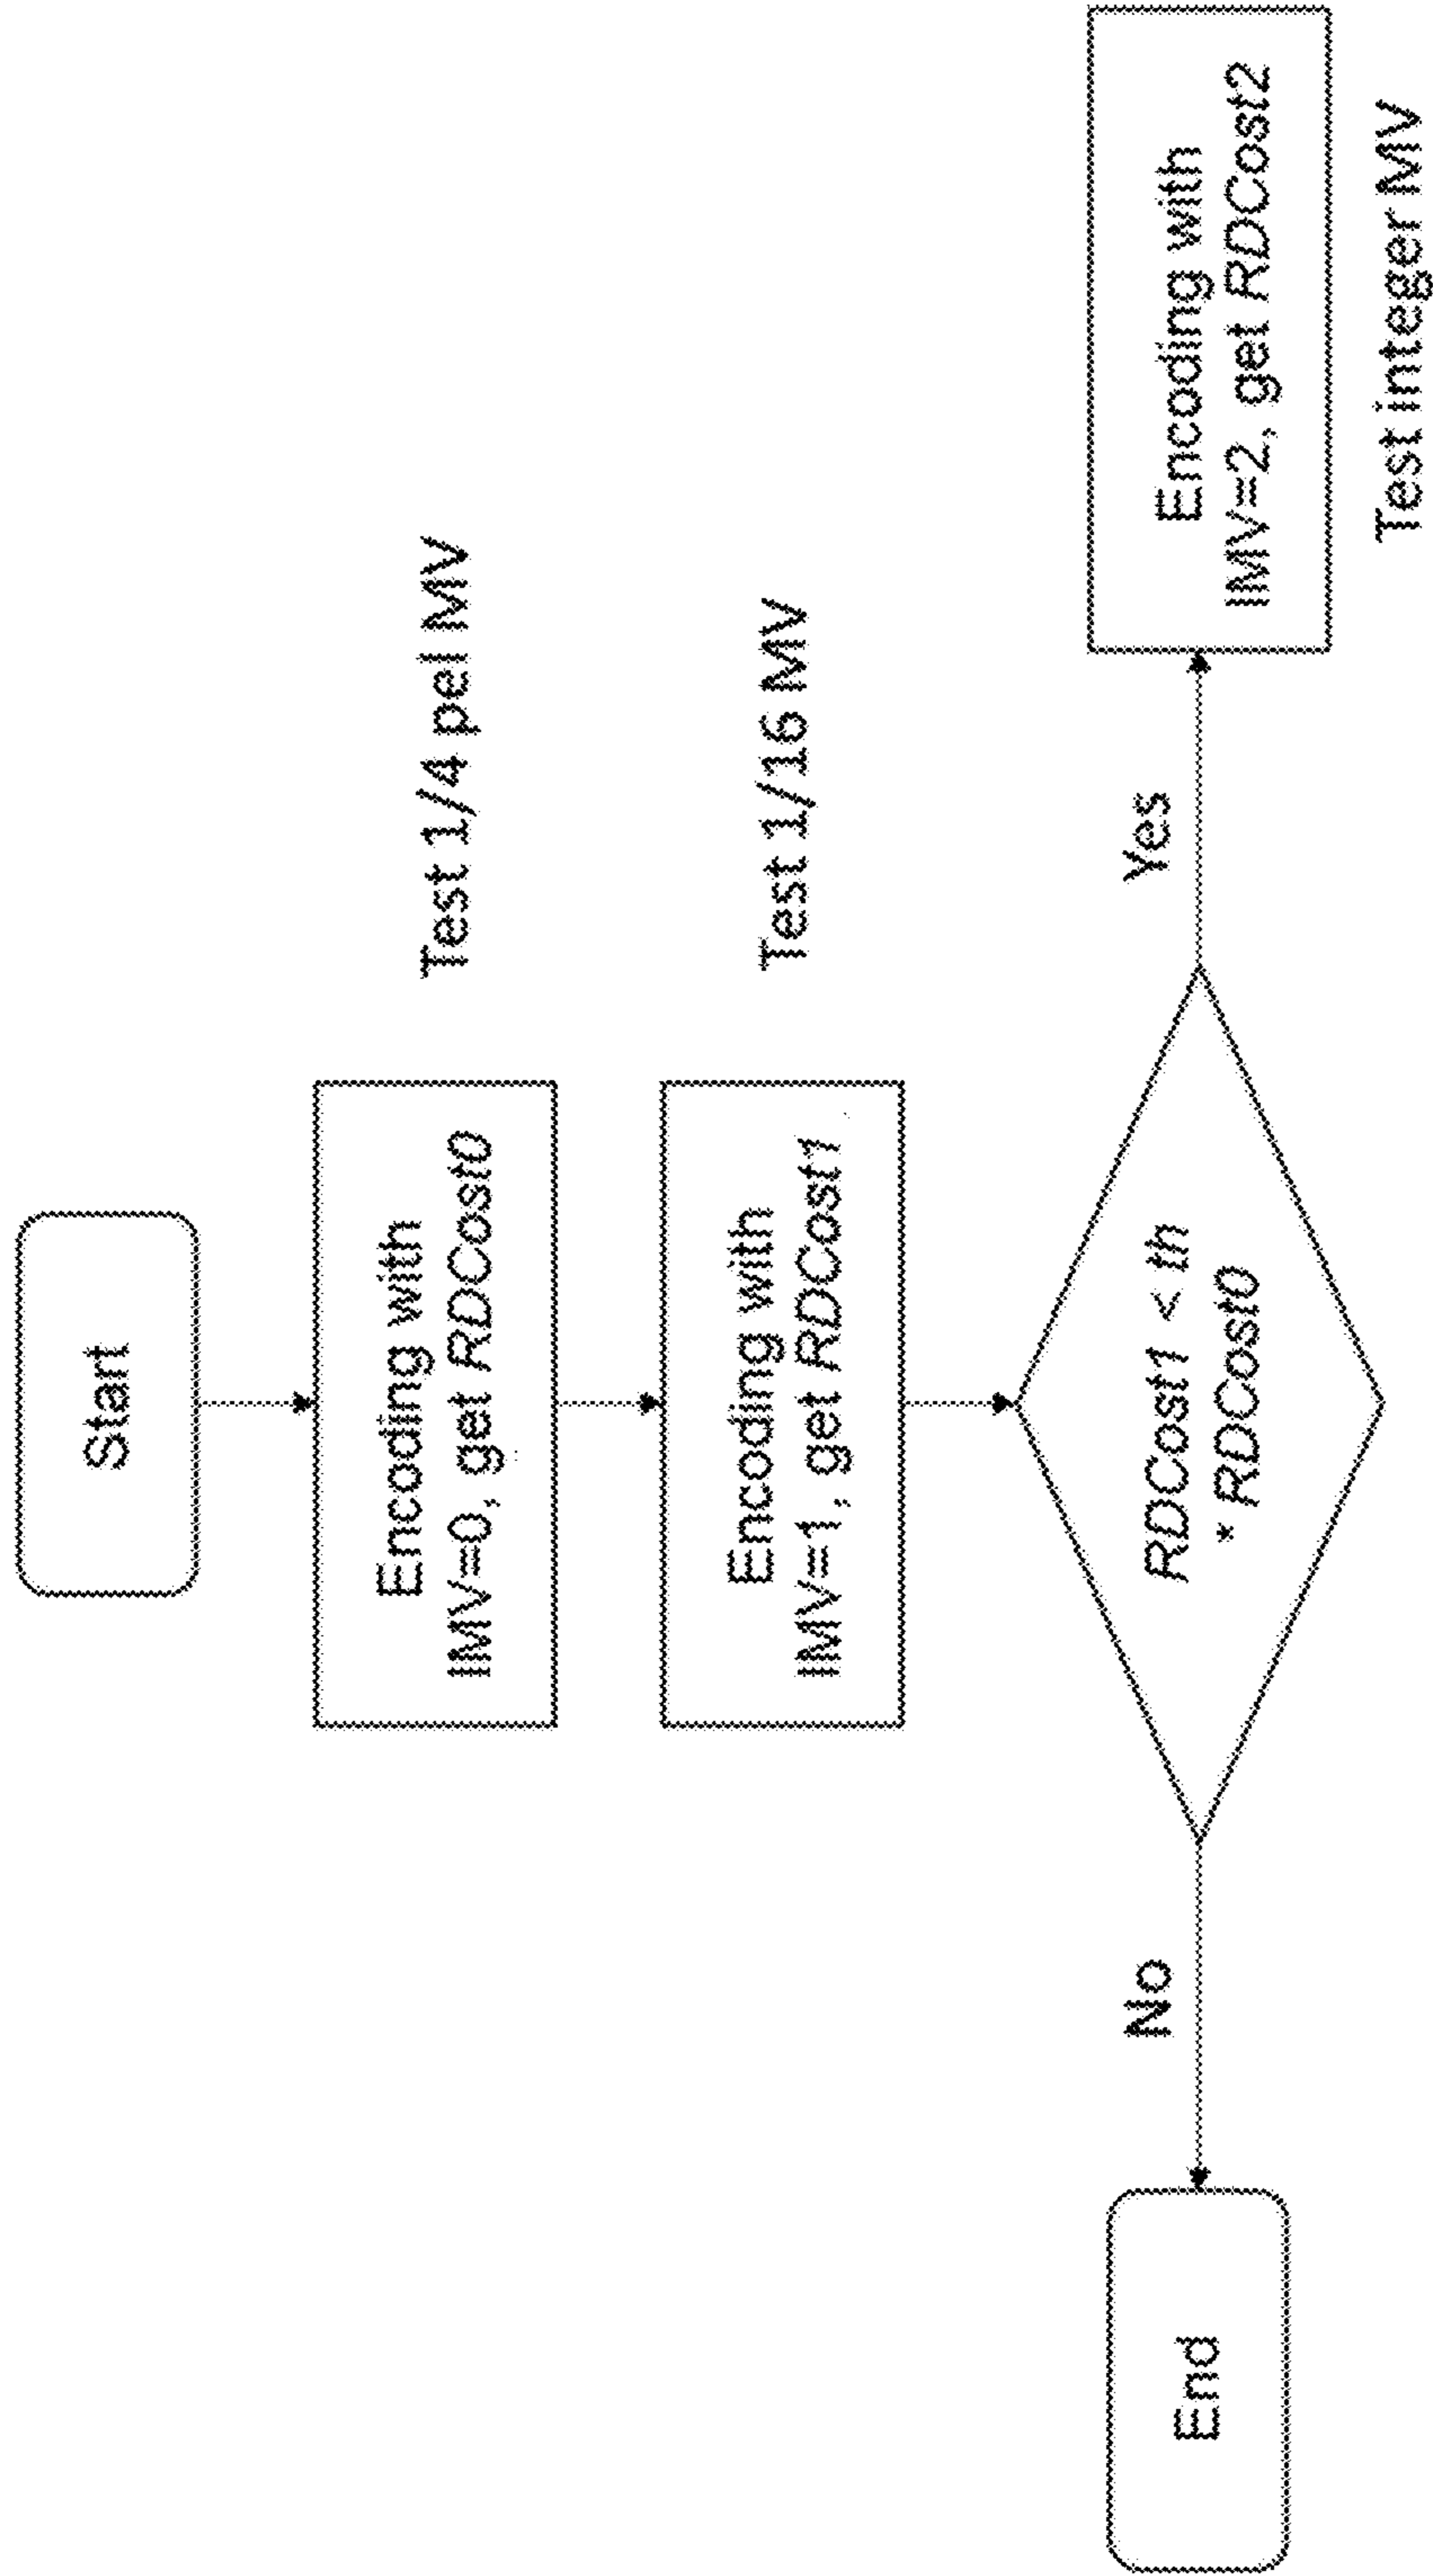 Start
Encoding with
IMV=0, get RDCost0
Test 1/4 pel MV
Encoding with
IMV=1, get RDCost1
Test 1/16 MV
RDCost1 < th
* RDCost0
No
Yes
End
Encoding with
IMV=2, get RDCost2
Test integer MV